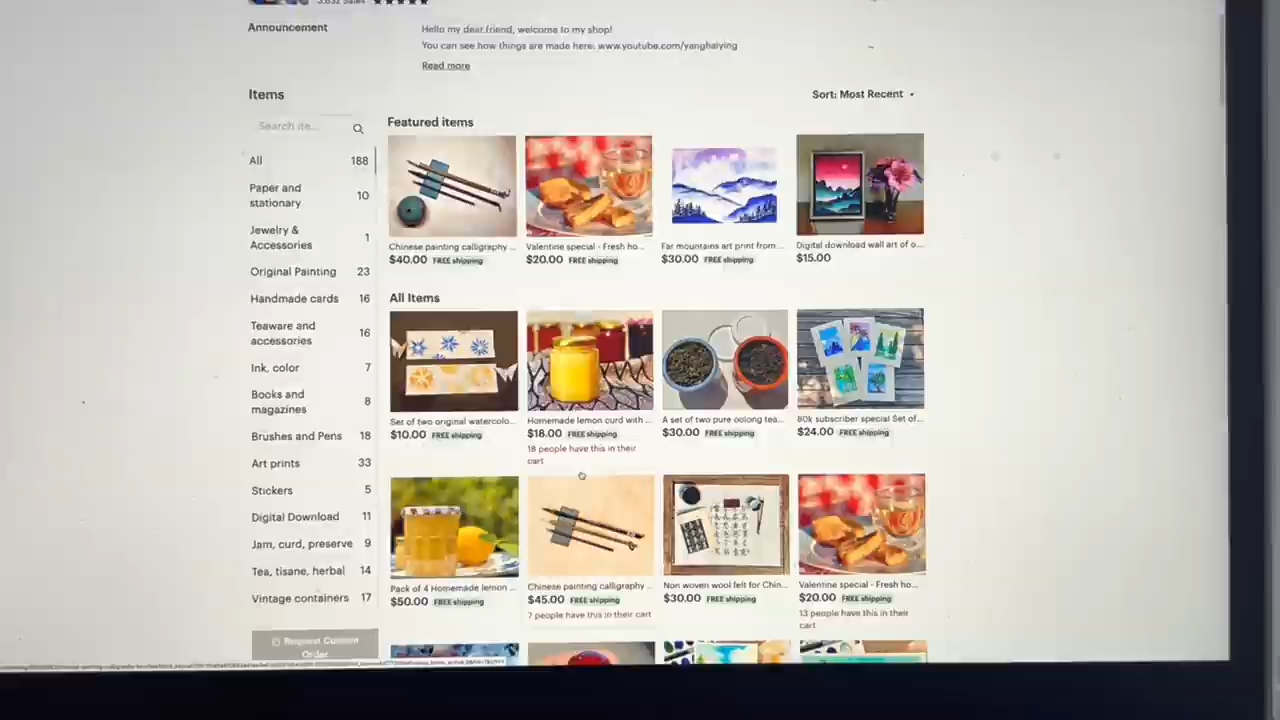 3,632 Sales
Announcement
Hello my dear friend, welcome to my shop!
You can see how things are made here: www.youtube.com/yanghaiying
Read more
Items
Sort: Most Recent
Search ite...
Featured items
All 188
Paper and stationery 10
Jewelry & Accessories 1
Original Painting 23
Handmade cards 16
Teaware and accessories 16
Ink, color 7
Books and magazines 8
Brushes and Pens 18
Art prints 33
Stickers 5
Digital Download 11
Jam, curd, preserve 9
Tea, tisane, herbal 14
Vintage containers 17
Request Custom Order
Chinese painting calligraphy ...
$40.00 FREE shipping
Valentine special - Fresh ho...
$20.00 FREE shipping
Far mountains art print from...
$30.00 FREE shipping
Digital download wall art of o...
$15.00
All Items
Set of two original watercolo...
$10.00 FREE shipping
Homemade lemon curd with ...
$18.00 FREE shipping
18 people have this in their
cart
A set of two pure oolong tea...
$30.00 FREE shipping
80k subscriber special Set of...
$24.00 FREE shipping
Pack of 4 Homemade lemon ...
$50.00 FREE shipping
Chinese painting calligraphy ...
$45.00 FREE shipping
7 people have this in their cart
Non woven wool felt for Chin...
$30.00 FREE shipping
Valentine special - Fresh ho...
$20.00 FREE shipping
13 people have this in their
cart